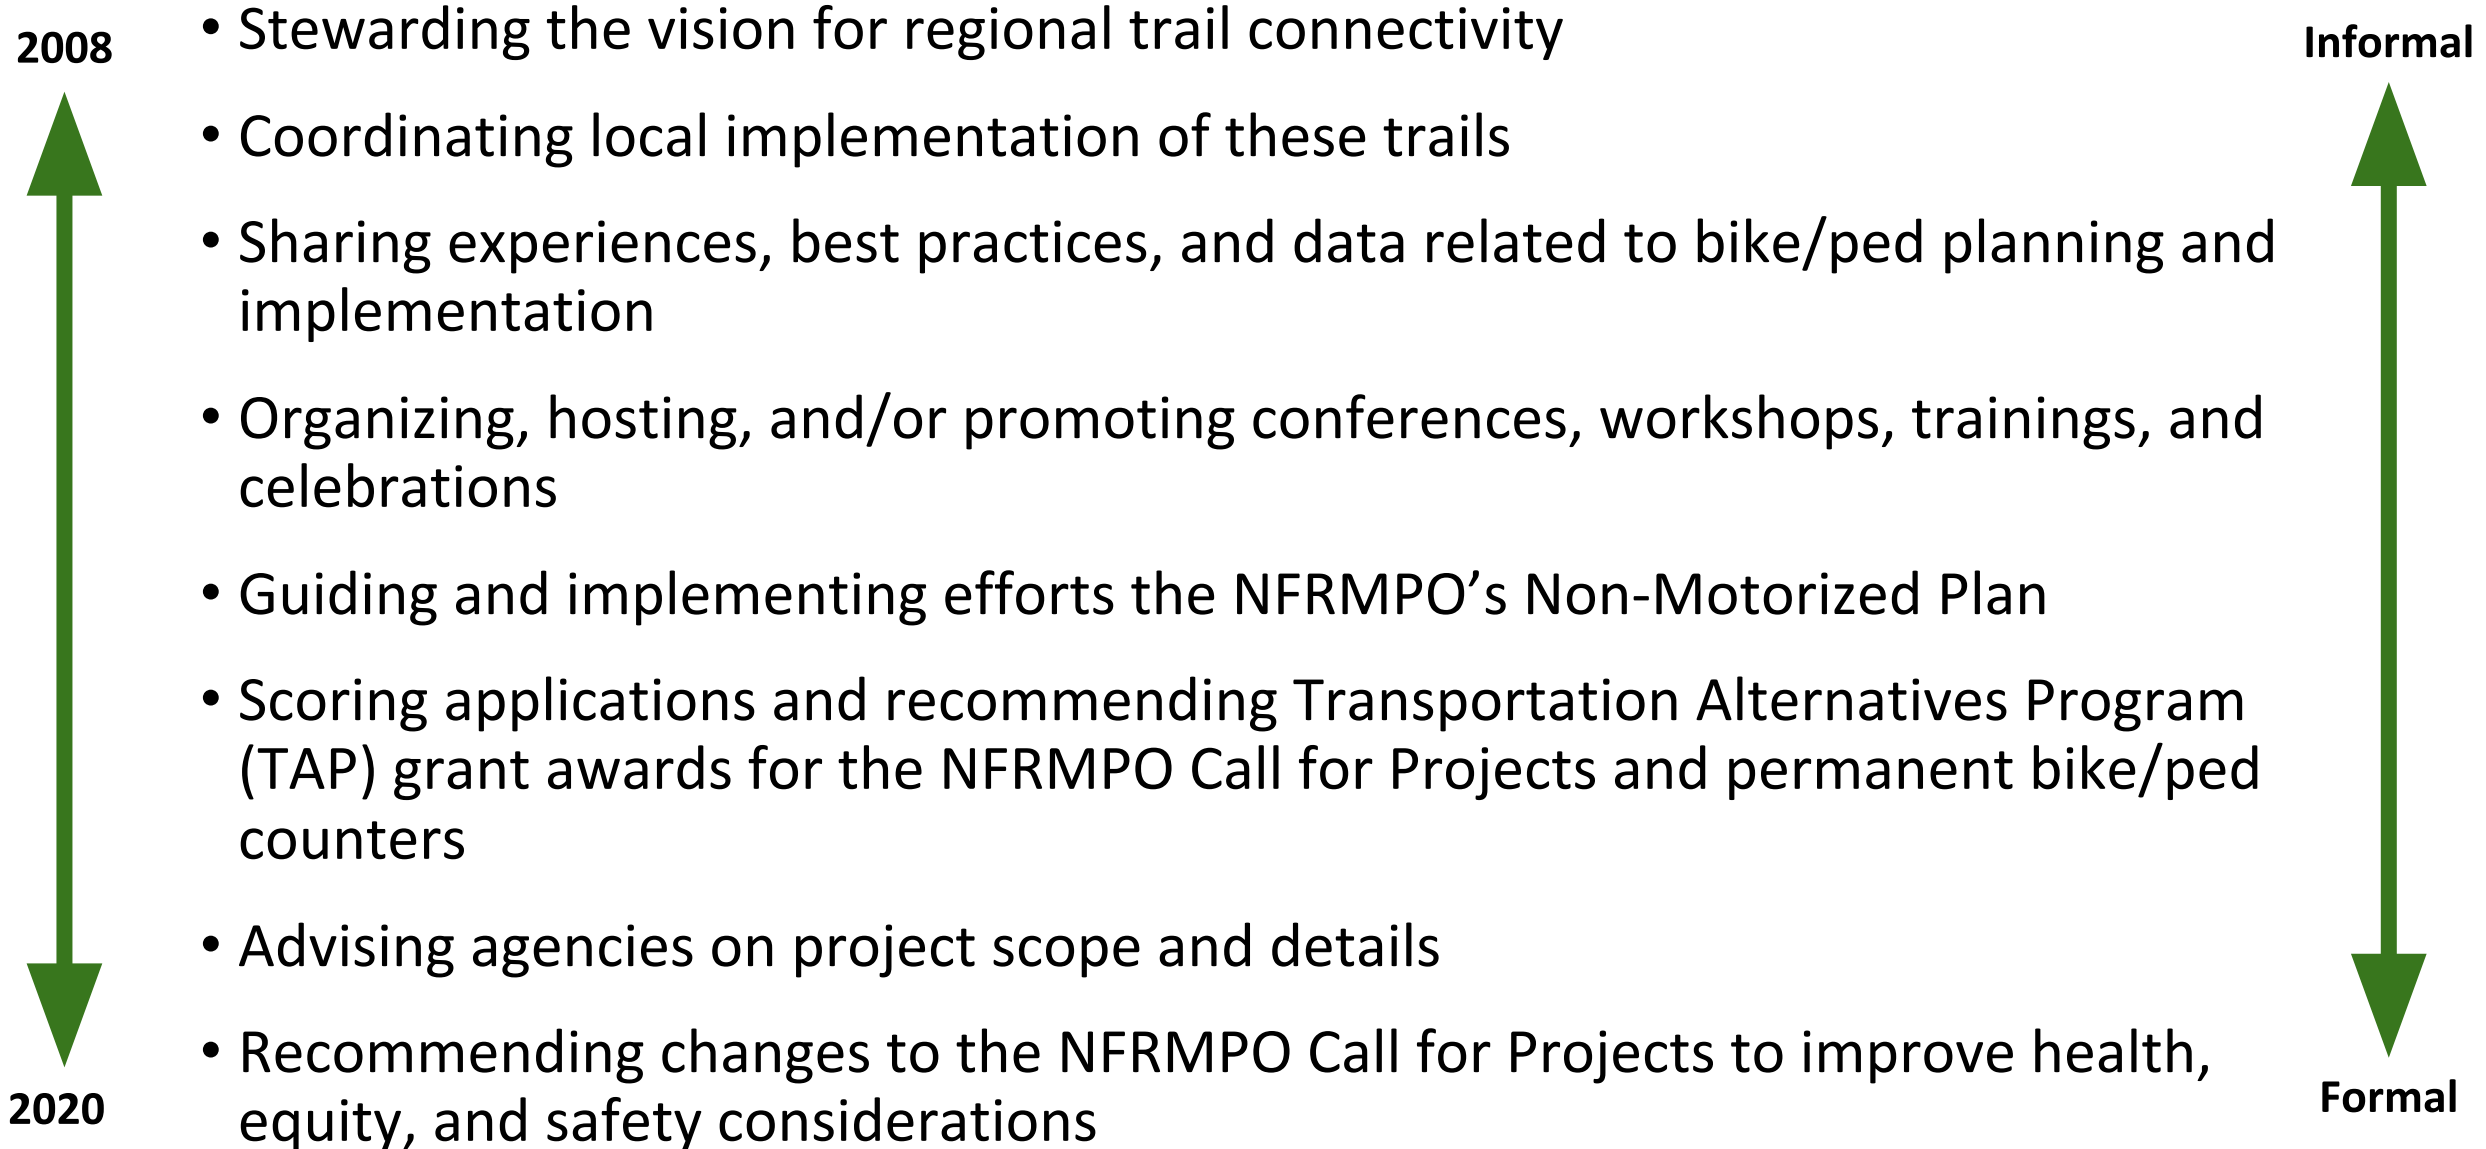 2008
Informal
• Stewarding the vision for regional trail connectivity
• Coordinating local implementation of these trails
• Sharing experiences, best practices, and data related to bike/ped planning and
implementation
• Organizing, hosting, and/or promoting conferences, workshops, trainings, and
celebrations
• Guiding and implementing efforts the NFRMPO’s Non-Motorized Plan
• Scoring applications and recommending Transportation Alternatives Program
(TAP) grant awards for the NFRMPO Call for Projects and permanent bike/ped
counters
• Advising agencies on project scope and details
• Recommending changes to the NFRMPO Call for Projects to improve health,
equity, and safety considerations
2020
Formal